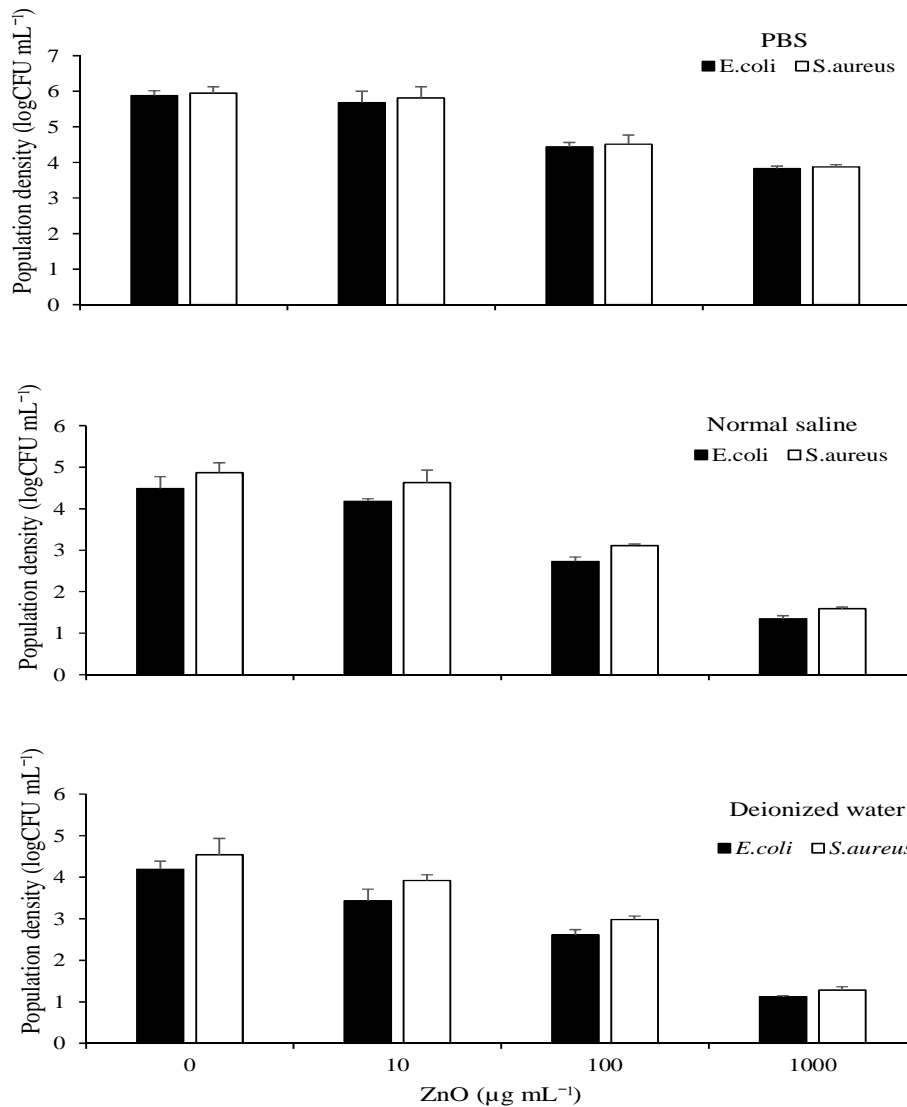 PBS
E.coli S.aureus
Population density (logCFU mL⁻¹)
7
6
5
4
3
2
1
0
Normal saline
E.coli S.aureus
Population density (logCFU mL⁻¹)
6
5
4
3
2
1
0
Deionized water
E.coli S.aureus
Population density (logCFU mL⁻¹)
6
5
4
3
2
1
0
0 10 100 1000
ZnO (µg mL⁻¹)